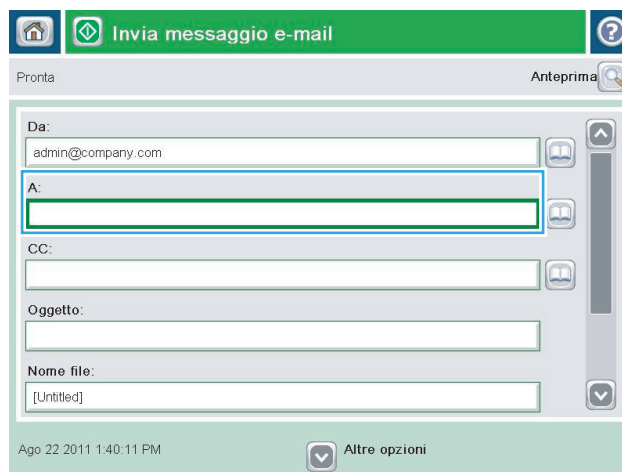 Invia messaggio e-mail
Pronta
Anteprima
Da:
admin@company.com
A:
CC:
Oggetto:
Nome file:
[Untitled]
Ago 22 2011 1:40:11 PM
Altre opzioni